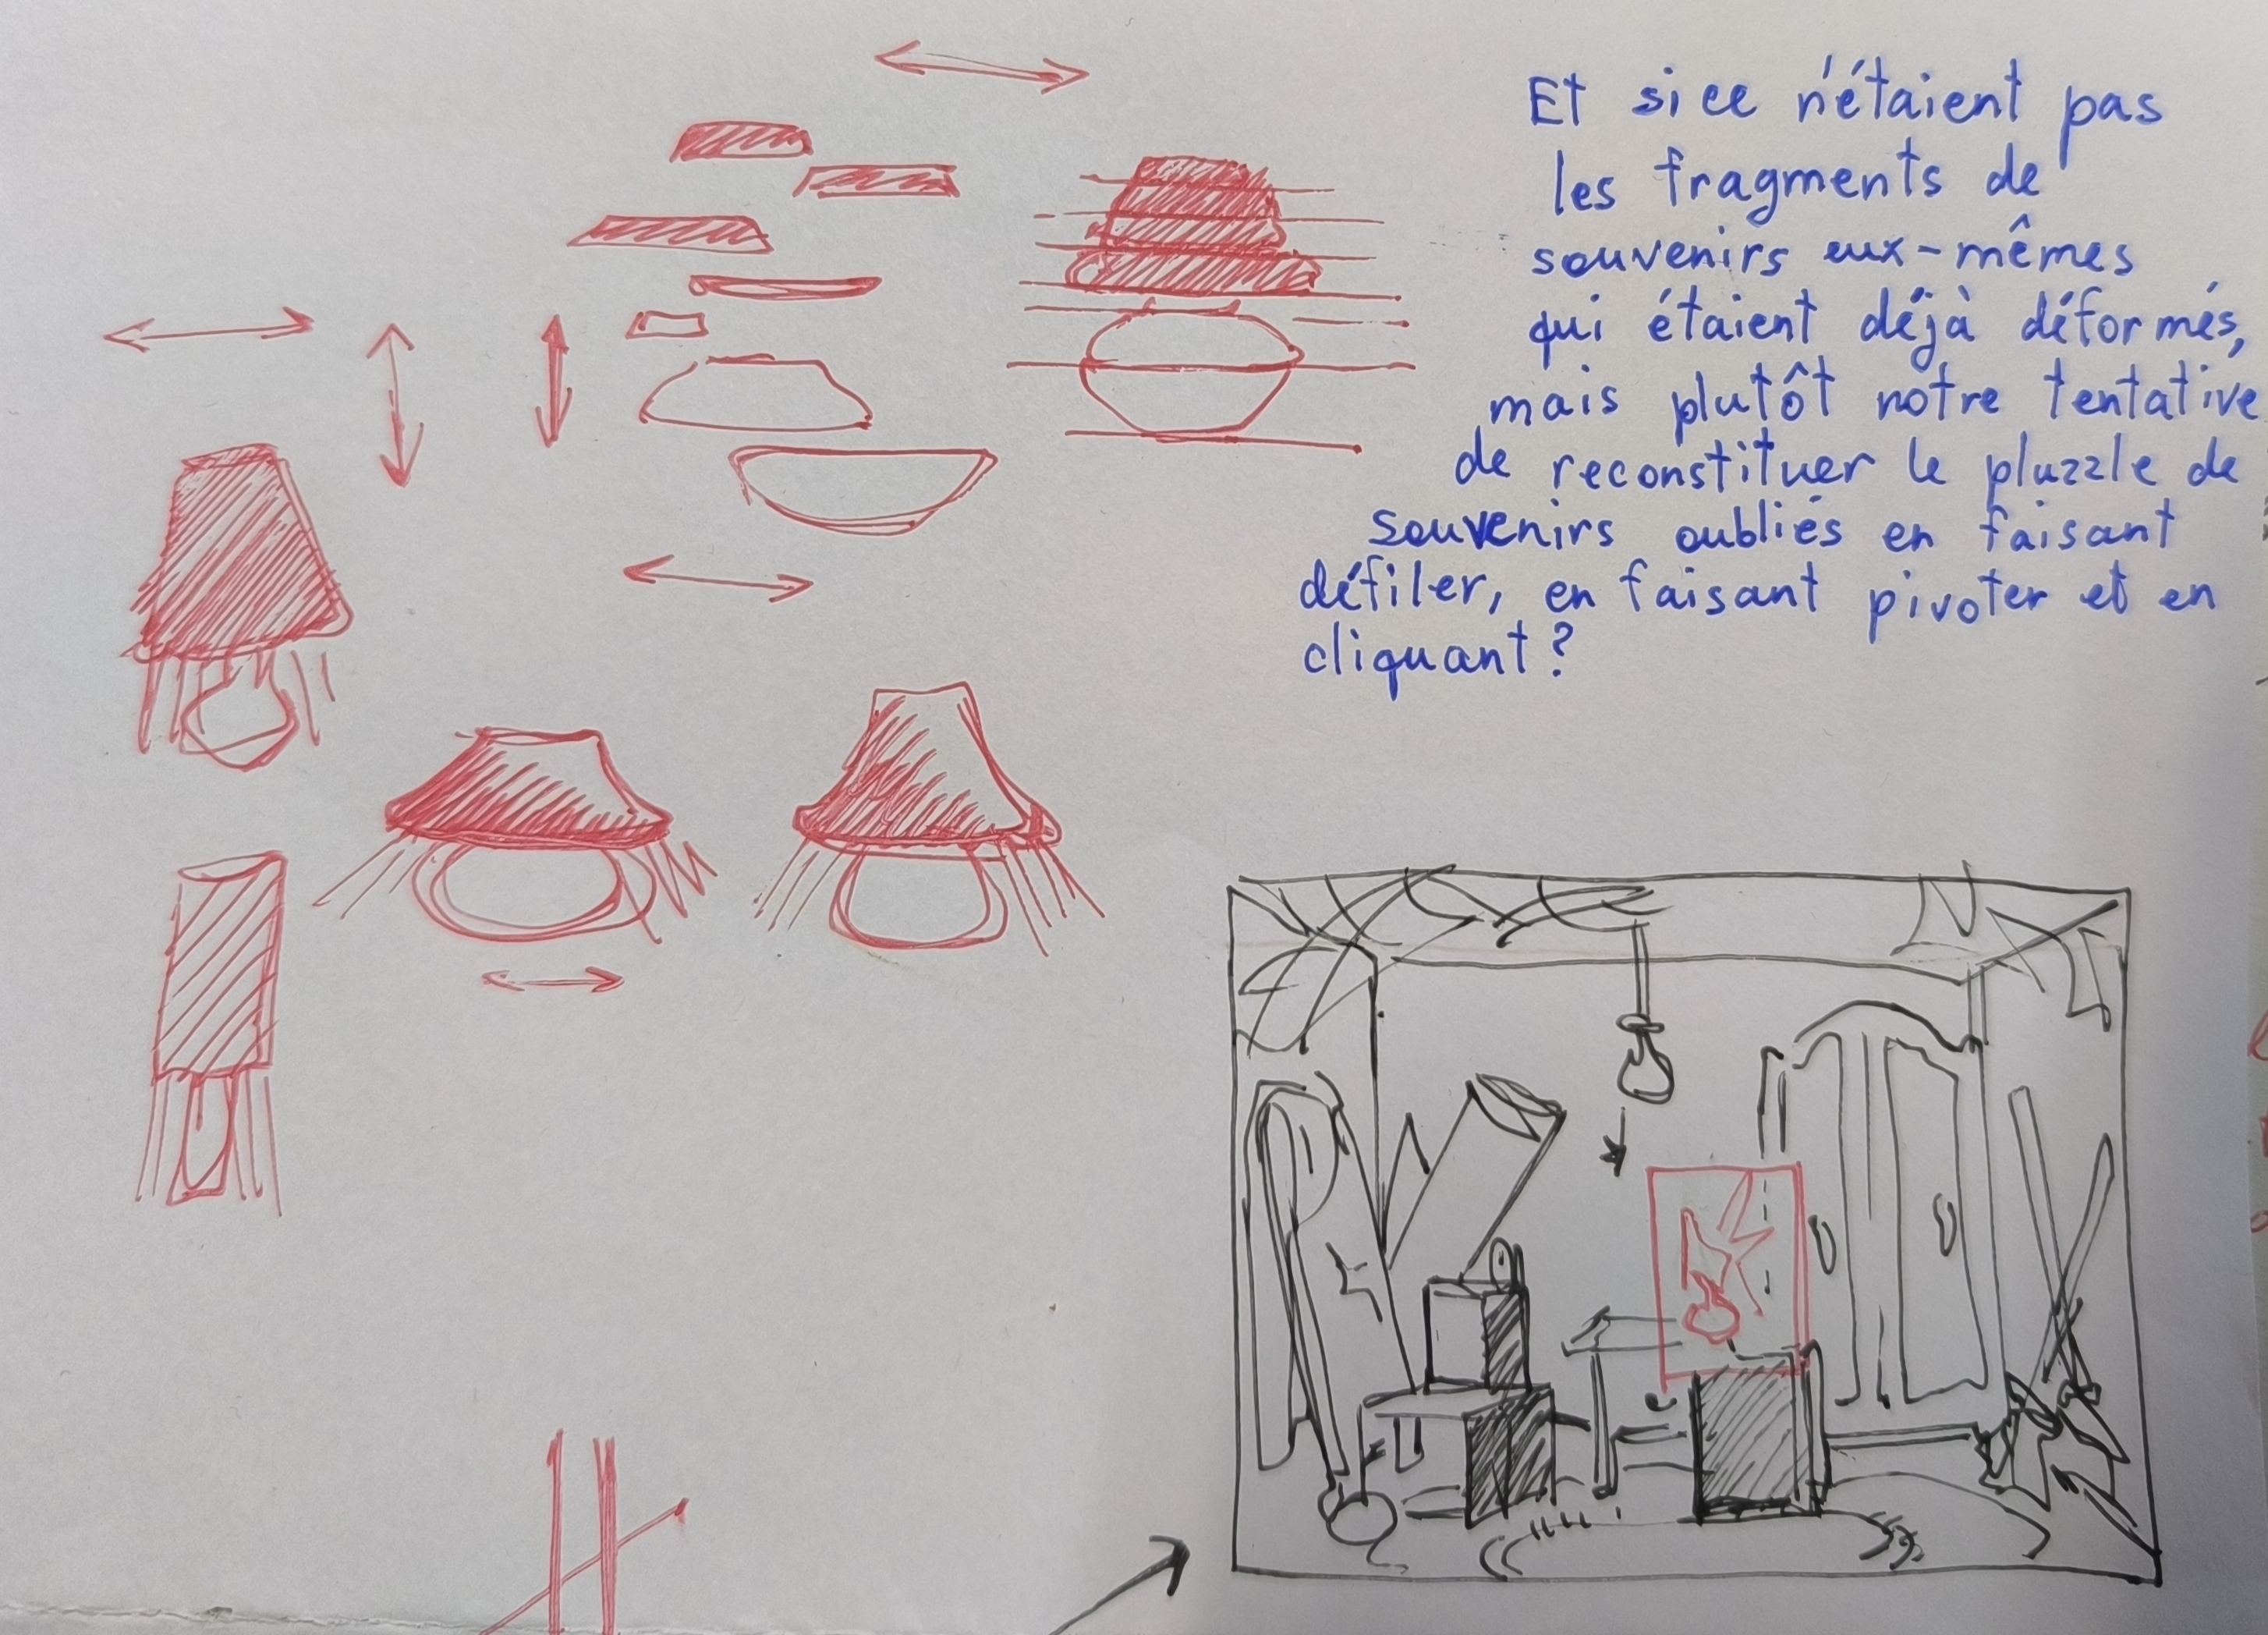 Et si ce n'étaient pas
les fragments de
souvenirs eux-mêmes
qui étaient déjà déformés,
mais plutôt notre tentative
de reconstituer le pluzzle de
souvenirs oubliés en faisant
défiler, en faisant pivoter et en
cliquant ?